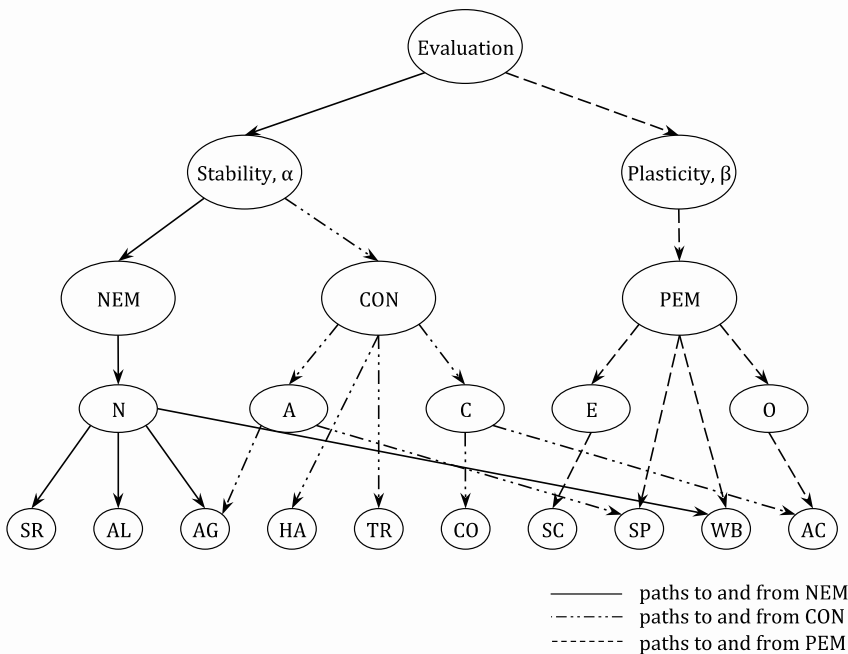 Evaluation
Stability, α
Plasticity, β
NEM
CON
PEM
N
A
C
E
O
SR
AL
AG
HA
TR
CO
SC
SP
WB
AC
paths to and from NEM
paths to and from CON
paths to and from PEM